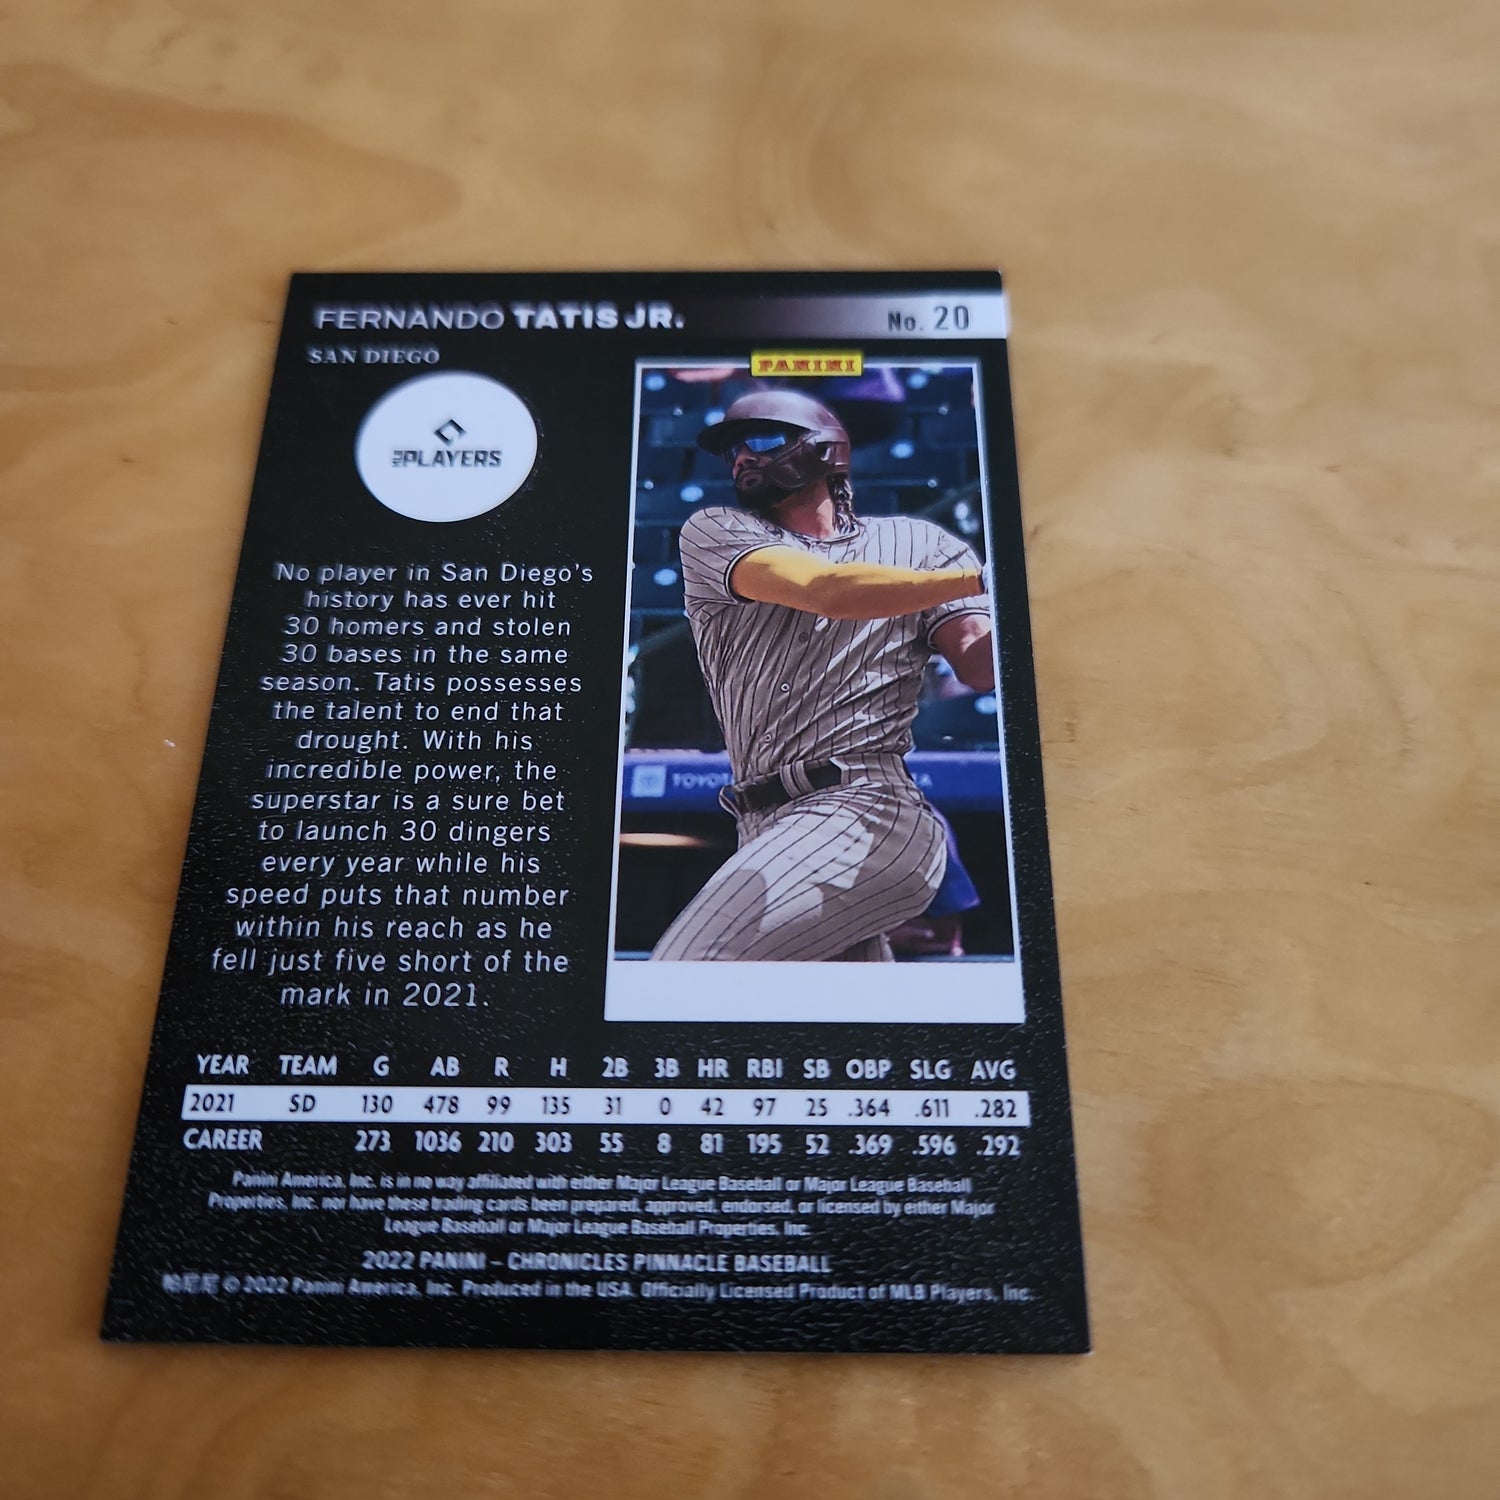 FERNANDO TATIS JR.
No. 20
SAN DIEGO
PANINI
MLB PLAYERS
No player in San Diego's
history has ever hit
30 homers and stolen
30 bases in the same
season. Tatis possesses
the talent to end that
drought. With his
incredible power, the
superstar is a sure bet
to launch 30 dingers
every year while his
speed puts that number
within his reach as he
fell just five short of the
mark in 2021.
TOYOT
YEAR TEAM G AB R H 2B 3B HR RBI SB OBP SLG AVG
2021 SD 130 478 99 135 31 0 42 97 25 .364 .611 .282
CAREER 273 1036 210 303 55 8 81 195 52 .369 .596 .292
Panini America, Inc. is in no way affiliated with either Major League Baseball or Major League Baseball
Properties, Inc. nor have these trading cards been prepared, approved, endorsed, or licensed by either Major
League Baseball or Major League Baseball Properties, Inc.
2022 PANINI – CHRONICLES PINNACLE BASEBALL
© 2022 Panini America, Inc. Produced in the USA. Officially Licensed Product of MLB Players, Inc.